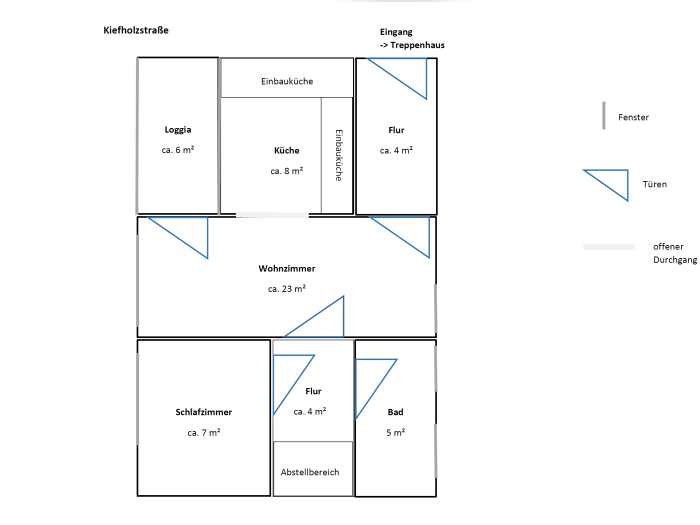 Kiefholzstraße
Eingang
-> Treppenhaus
Einbauküche
Loggia
ca. 6 m²
Küche
ca. 8 m²
Einbauküche
Flur
ca. 4 m²
Fenster
Türen
offener
Durchgang
Wohnzimmer
ca. 23 m²
Schlafzimmer
ca. 7 m²
Flur
ca. 4 m²
Bad
5 m²
Abstellbereich